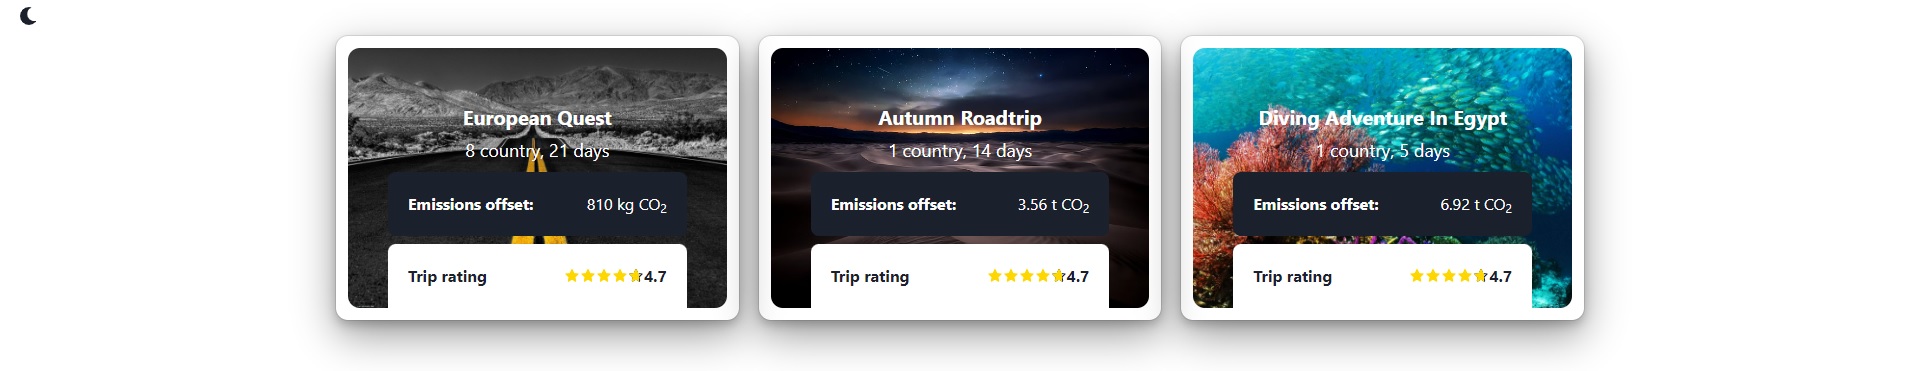 European Quest
8 country, 21 days
Emissions offset: 810 kg CO₂
Trip rating 4.7
Autumn Roadtrip
1 country, 14 days
Emissions offset: 3.56 t CO₂
Trip rating 4.7
Diving Adventure In Egypt
1 country, 5 days
Emissions offset: 6.92 t CO₂
Trip rating 4.7